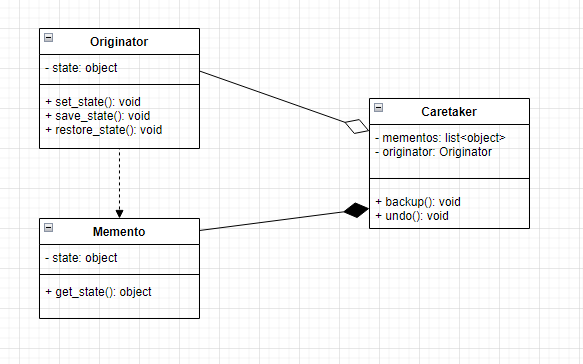 Originator
- state: object
+ set_state(): void
+ save_state(): void
+ restore_state(): void
Caretaker
- mementos: list<object>
- originator: Originator
+ backup(): void
+ undo(): void
Memento
- state: object
+ get_state(): object